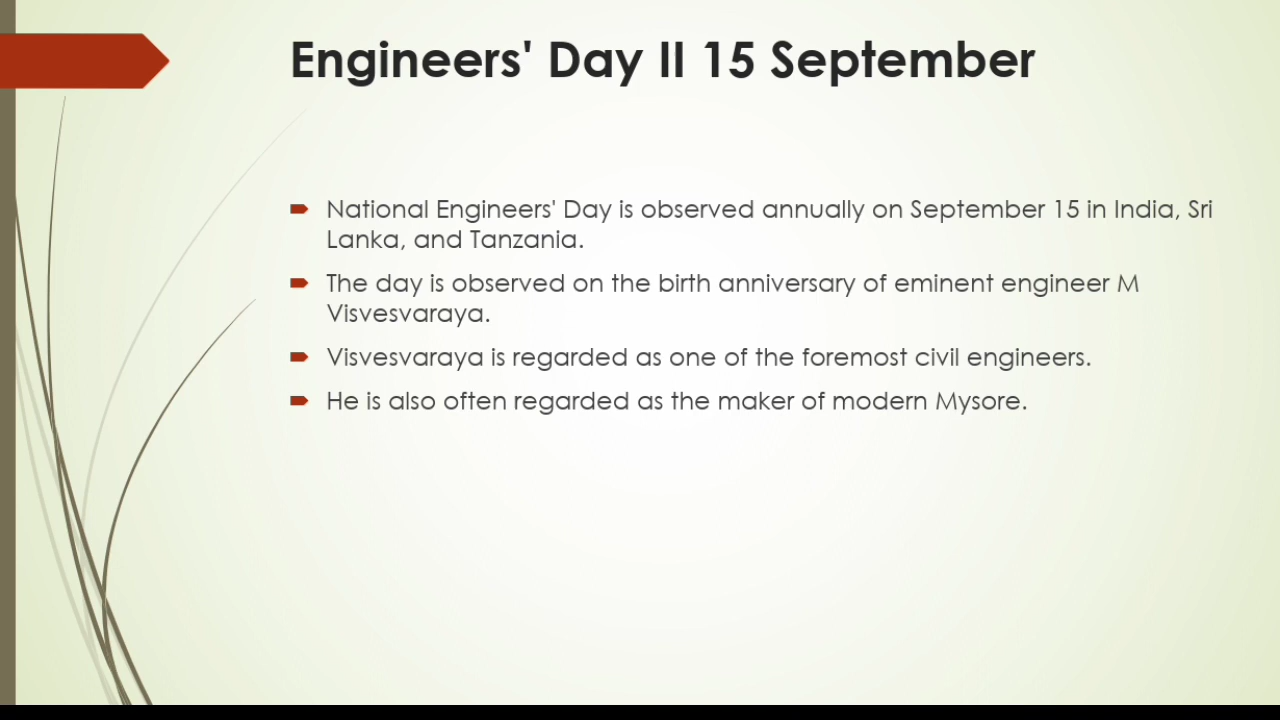 Engineers' Day II 15 September
National Engineers' Day is observed annually on September 15 in India, Sri
Lanka, and Tanzania.
The day is observed on the birth anniversary of eminent engineer M
Visvesvaraya.
Visvesvaraya is regarded as one of the foremost civil engineers.
He is also often regarded as the maker of modern Mysore.